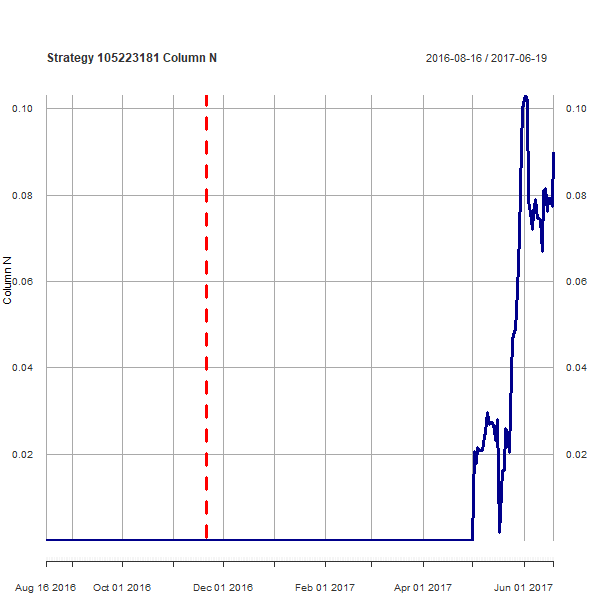 Strategy 105223181 Column N
2016-08-16 / 2017-06-19
0.10
0.10
0.08
0.08
0.06
0.06
Column N
0.04
0.04
0.02
0.02
Aug 16 2016
Oct 01 2016
Dec 01 2016
Feb 01 2017
Apr 01 2017
Jun 01 2017